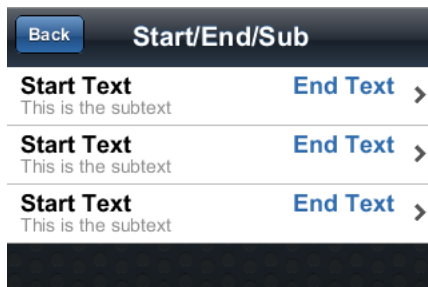 Back Start/End/Sub
Start Text End Text
This is the subtext
Start Text End Text
This is the subtext
Start Text End Text
This is the subtext